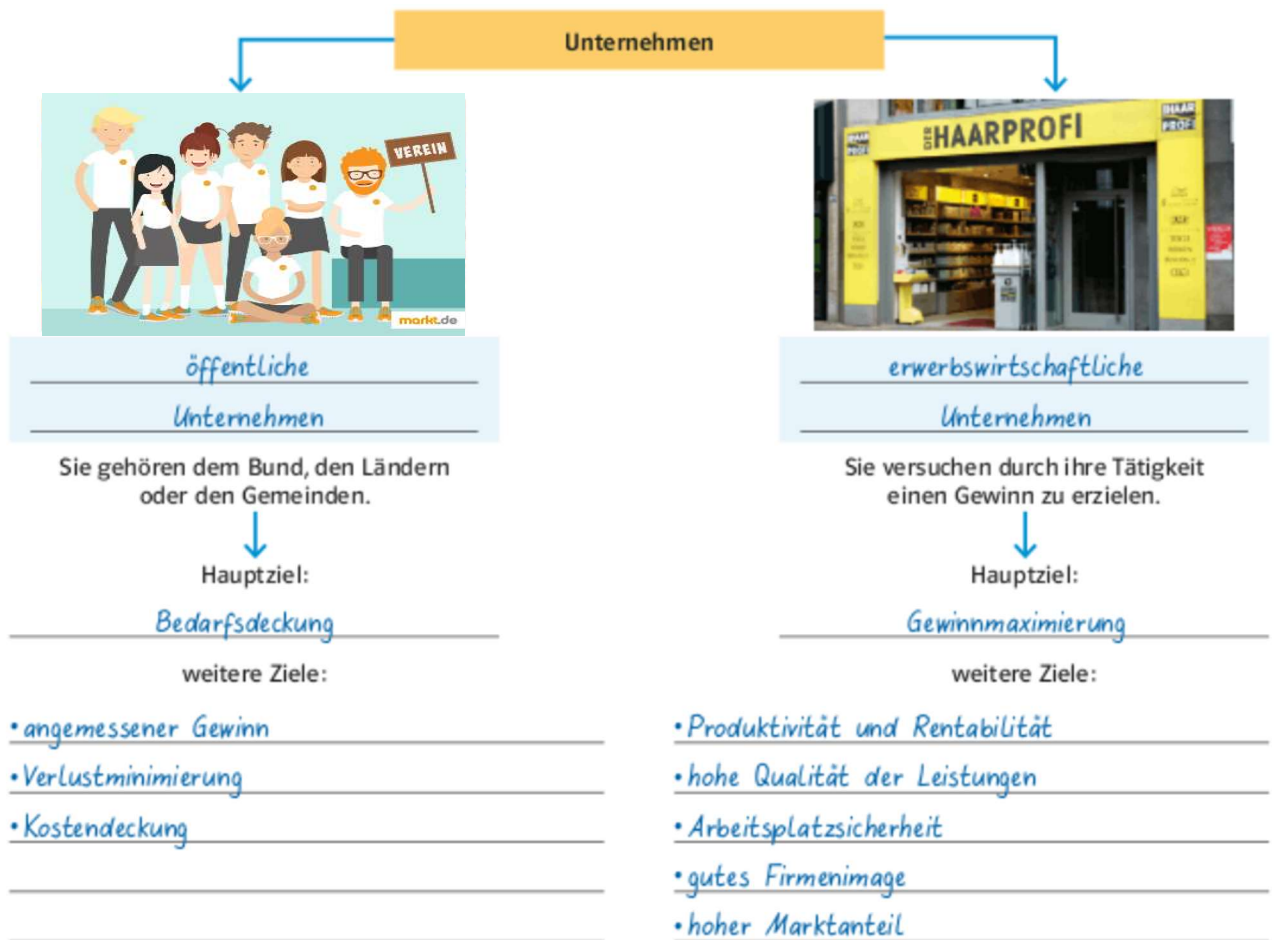 Unternehmen
VEREIN
markt.de
DER HAARPROFI
HAAR
PROFI
HAAR
PROFI
öffentliche
Unternehmen
Sie gehören dem Bund, den Ländern
oder den Gemeinden.
Hauptziel:
Bedarfsdeckung
weitere Ziele:
• angemessener Gewinn
• Verlustminimierung
• Kostendeckung
erwerbswirtschaftliche
Unternehmen
Sie versuchen durch ihre Tätigkeit
einen Gewinn zu erzielen.
Hauptziel:
Gewinnmaximierung
weitere Ziele:
• Produktivität und Rentabilität
• hohe Qualität der Leistungen
• Arbeitsplatzsicherheit
• gutes Firmenimage
• hoher Marktanteil